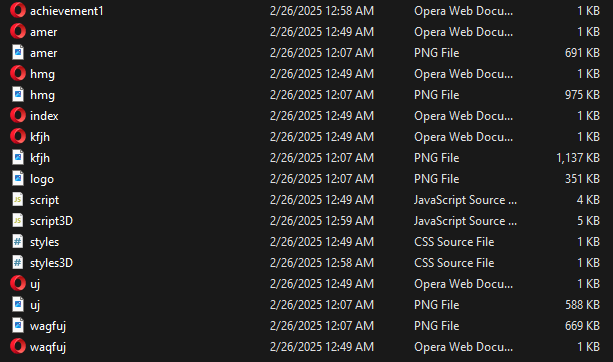 achievement1 2/26/2025 12:58 AM Opera Web Docu... 1 KB
amer 2/26/2025 12:49 AM Opera Web Docu... 1 KB
amer 2/26/2025 12:07 AM PNG File 691 KB
hmg 2/26/2025 12:49 AM Opera Web Docu... 1 KB
hmg 2/26/2025 12:07 AM PNG File 975 KB
index 2/26/2025 12:49 AM Opera Web Docu... 1 KB
kfjh 2/26/2025 12:49 AM Opera Web Docu... 1 KB
kfjh 2/26/2025 12:07 AM PNG File 1,137 KB
logo 2/26/2025 12:07 AM PNG File 351 KB
script 2/26/2025 12:49 AM JavaScript Source ... 4 KB
script3D 2/26/2025 12:59 AM JavaScript Source ... 5 KB
styles 2/26/2025 12:49 AM CSS Source File 1 KB
styles3D 2/26/2025 12:58 AM CSS Source File 1 KB
uj 2/26/2025 12:49 AM Opera Web Docu... 1 KB
uj 2/26/2025 12:07 AM PNG File 588 KB
waqfuj 2/26/2025 12:07 AM PNG File 669 KB
waqfuj 2/26/2025 12:49 AM Opera Web Docu... 1 KB